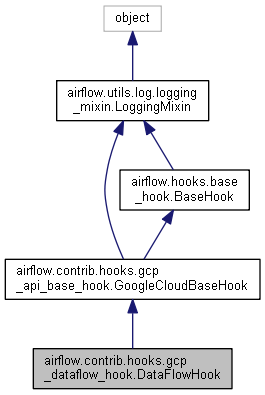 object
airflow.utils.log.logging
_mixin.LoggingMixin
airflow.hooks.base
_hook.BaseHook
airflow.contrib.hooks.gcp
_api_base_hook.GoogleCloudBaseHook
airflow.contrib.hooks.gcp
_dataflow_hook.DataFlowHook